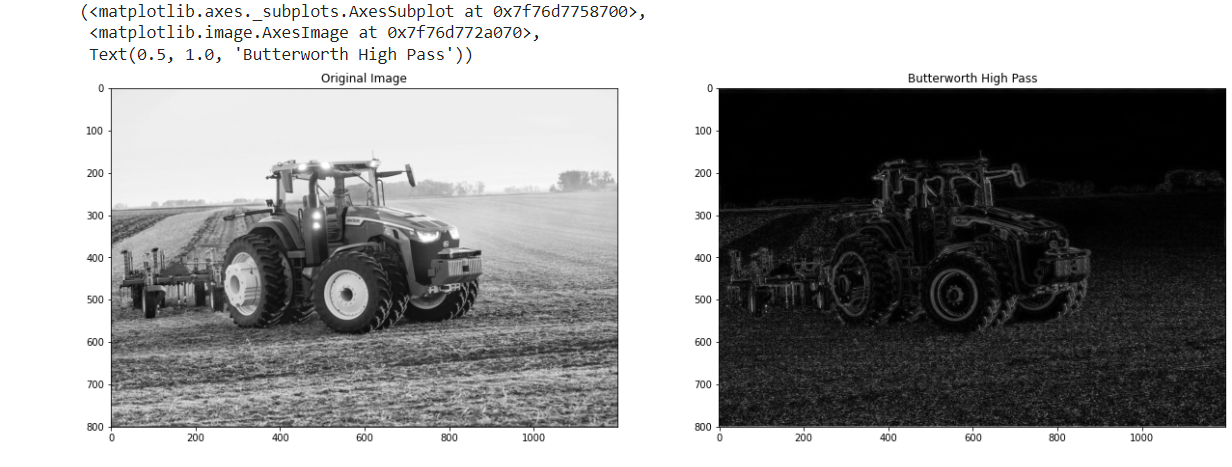 (<matplotlib.axes._subplots.AxesSubplot at 0x7f76d7758700>,
<matplotlib.image.AxesImage at 0x7f76d772a070>,
Text(0.5, 1.0, 'Butterworth High Pass'))
Original Image
0
100
200
300
400
500
600
700
800
0 200 400 600 800 1000
Butterworth High Pass
0
100
200
300
400
500
600
700
800
0 200 400 600 800 1000